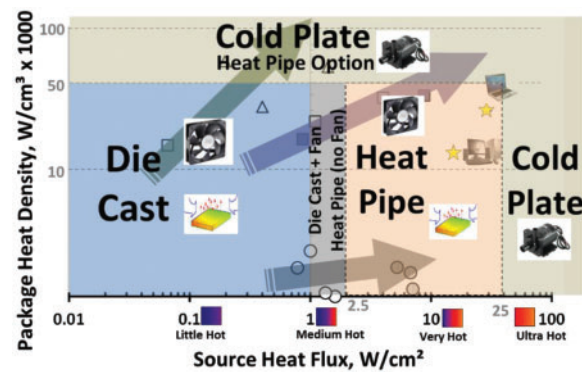 Package Heat Density, W/cm³ x 1000
100
50
10
Cold Plate
Heat Pipe Option
Die
Cast
Die Cast + Fan
Heat Pipe (no Fan)
Heat
Pipe
Cold
Plate
0.01
0.1
1
2.5
10
25
100
Little Hot
Medium Hot
Very Hot
Ultra Hot
Source Heat Flux, W/cm²